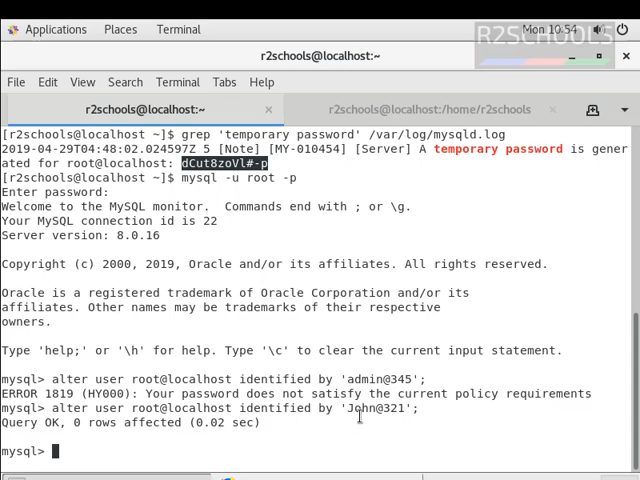 Applications Places Terminal Mon 10:54
R2SCHOOLS
r2schools@localhost:~
File Edit View Search Terminal Tabs Help
r2schools@localhost:~ × r2schools@localhost:/home/r2schools ×
[r2schools@localhost ~]$ grep 'temporary password' /var/log/mysqld.log
2019-04-29T04:48:02.024597Z 5 [Note] [MY-010454] [Server] A temporary password is gener
ated for root@localhost: dCut8zoVl#-p
[r2schools@localhost ~]$ mysql -u root -p
Enter password:
Welcome to the MySQL monitor.  Commands end with ; or \g.
Your MySQL connection id is 22
Server version: 8.0.16
Copyright (c) 2000, 2019, Oracle and/or its affiliates. All rights reserved.
Oracle is a registered trademark of Oracle Corporation and/or its
affiliates. Other names may be trademarks of their respective
owners.
Type 'help;' or '\h' for help. Type '\c' to clear the current input statement.
mysql> alter user root@localhost identified by 'admin@345';
ERROR 1819 (HY000): Your password does not satisfy the current policy requirements
mysql> alter user root@localhost identified by 'John@321';
Query OK, 0 rows affected (0.02 sec)
mysql>